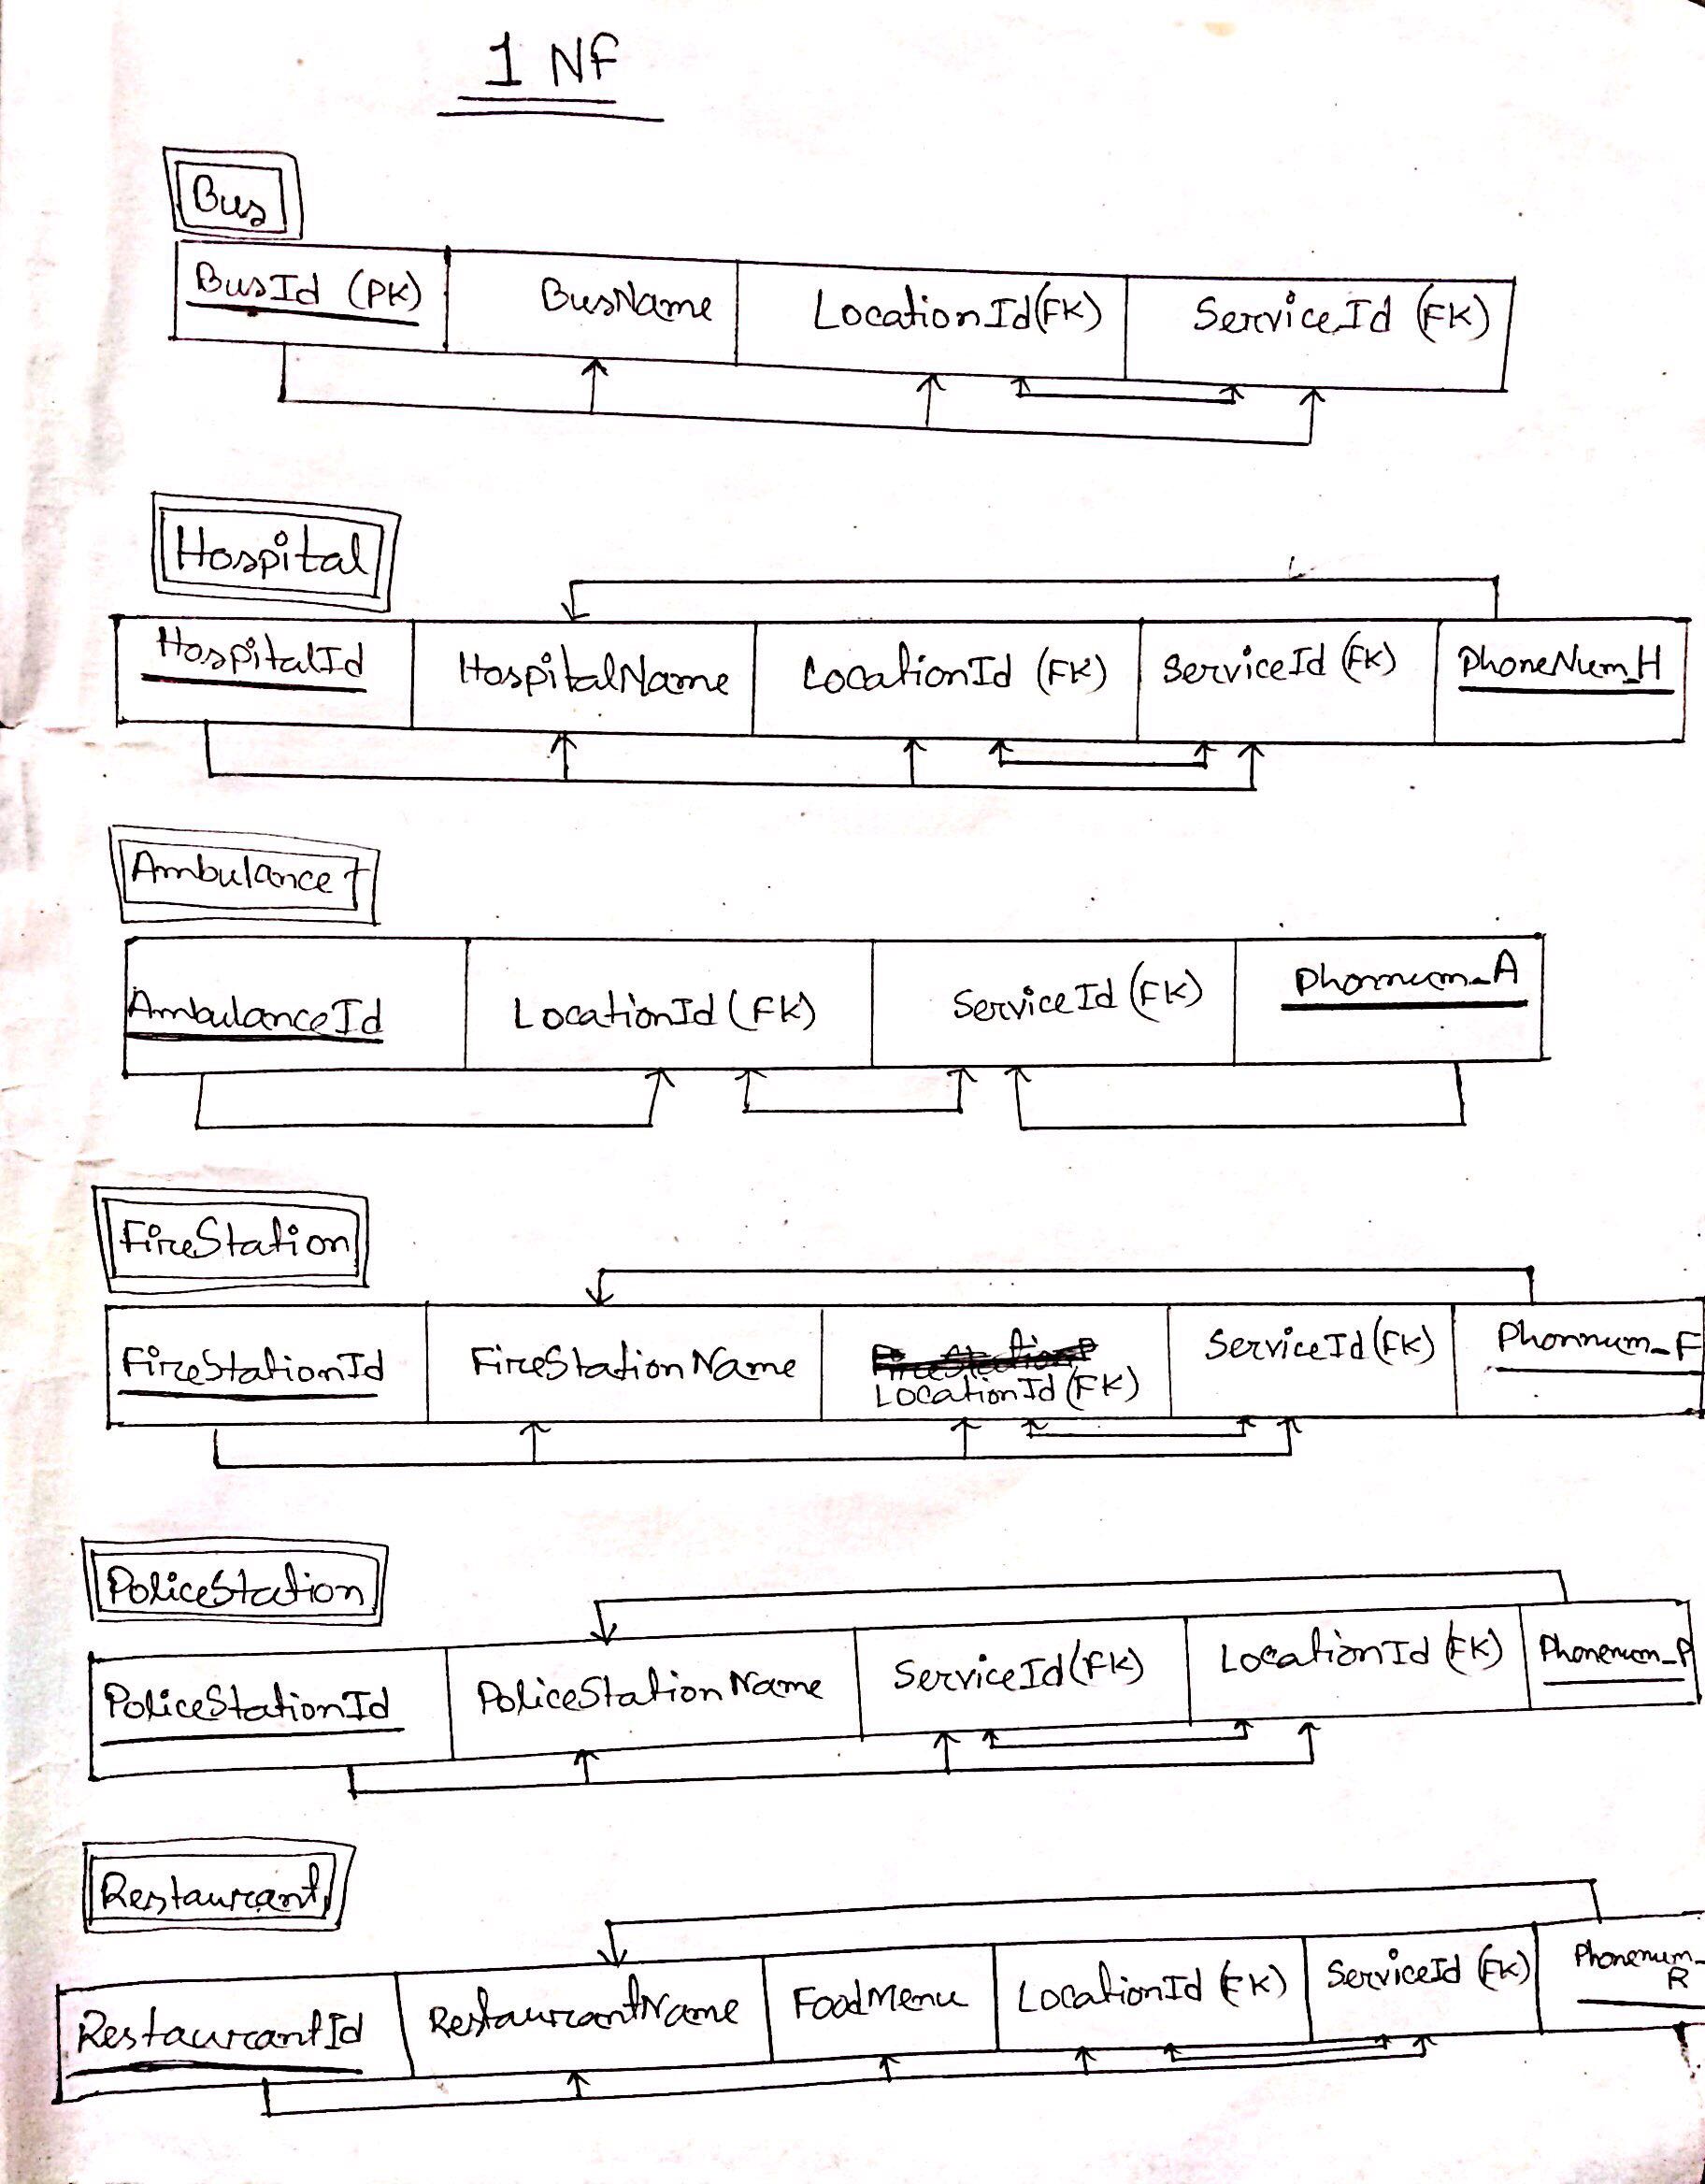 1 NF
Bus
BusId (PK) BusName LocationId(FK) ServiceId (FK)
Hospital
HospitalId HospitalName LocationId (FK) ServiceId (FK) PhoneNum_H
Ambulance
AmbulanceId LocationId (FK) ServiceId (FK) Phonnum_A
FireStation
FireStationId FireStationName LocationId (FK) ServiceId (FK) Phonnum_F
PoliceStation
PoliceStationId PoliceStationName ServiceId (FK) LocationId (FK) Phonenum_P
Restaurant
RestaurantId RestaurantName FoodMenu LocationId (FK) ServiceId (FK) Phonenum_
R